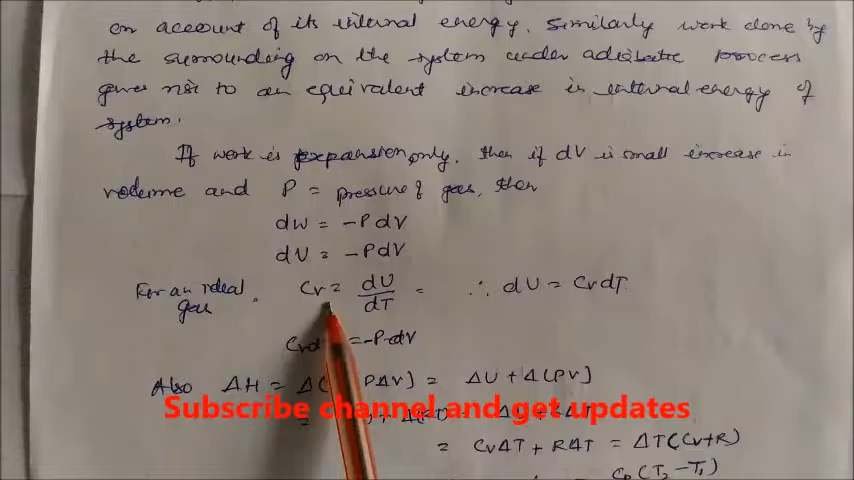 on account of its internal energy. Similarly work done by
the surrounding on the system under adiabatic process
gives rise to an equivalent increase in internal energy of
system.
If work is expansion only, then if dV is small increase in
volume and P = pressure of gas, then
dW = -PdV
dU = -PdV
For an ideal gas. Cv = dU/dT = ∴ dU = CvdT
Cvd = -PdV
Also ΔH = Δ( PΔV] = ΔU + Δ(PV]
Subscribe channel and get updates
= CvΔT + RΔT = ΔT(Cv+R)
Cp(T2-T1)